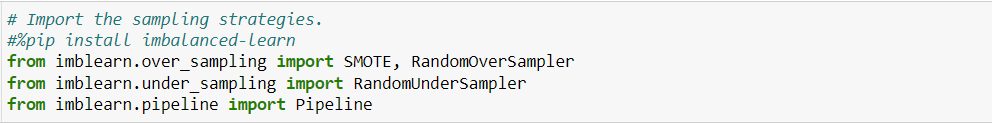 # Import the sampling strategies.
#%pip install imbalanced-learn
from imblearn.over_sampling import SMOTE, RandomOverSampler
from imblearn.under_sampling import RandomUnderSampler
from imblearn.pipeline import Pipeline